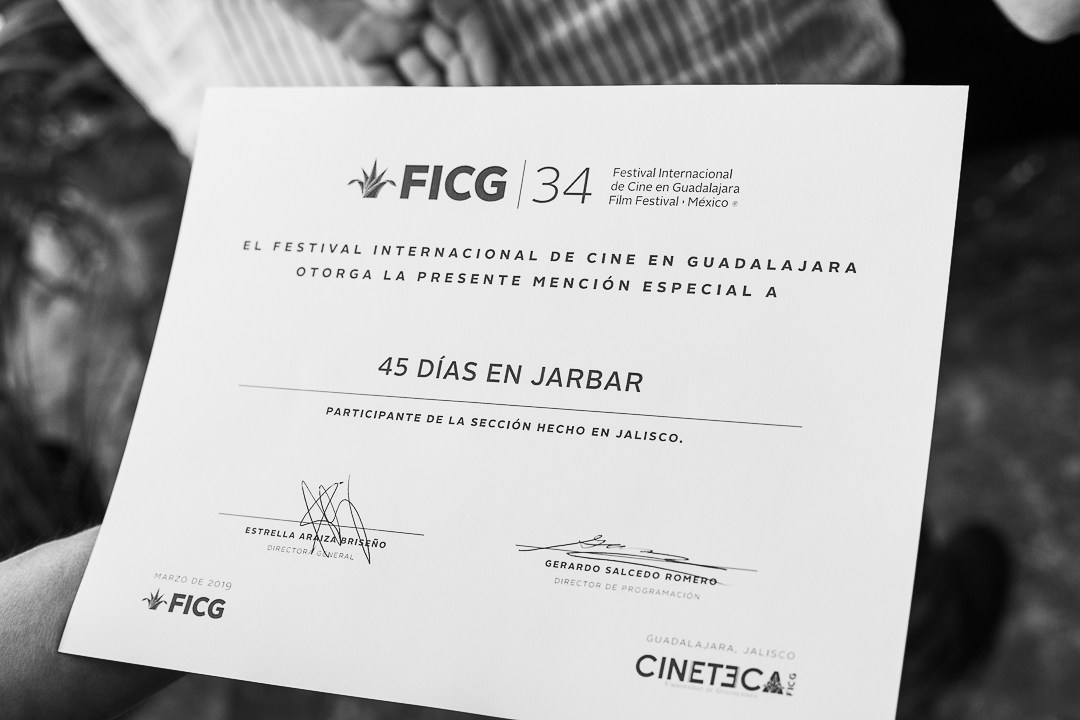 FICG | 34
Festival Internacional
de Cine en Guadalajara
Film Festival · México ®
EL FESTIVAL INTERNACIONAL DE CINE EN GUADALAJARA
OTORGA LA PRESENTE MENCIÓN ESPECIAL A
45 DÍAS EN JARBAR
PARTICIPANTE DE LA SECCIÓN HECHO EN JALISCO.
ESTRELLA ARAIZA BRISEÑO
DIRECTORA GENERAL
GERARDO SALCEDO ROMERO
DIRECTOR DE PROGRAMACIÓN
MARZO DE 2019
FICG
GUADALAJARA, JALISCO
CINETECA
FICG